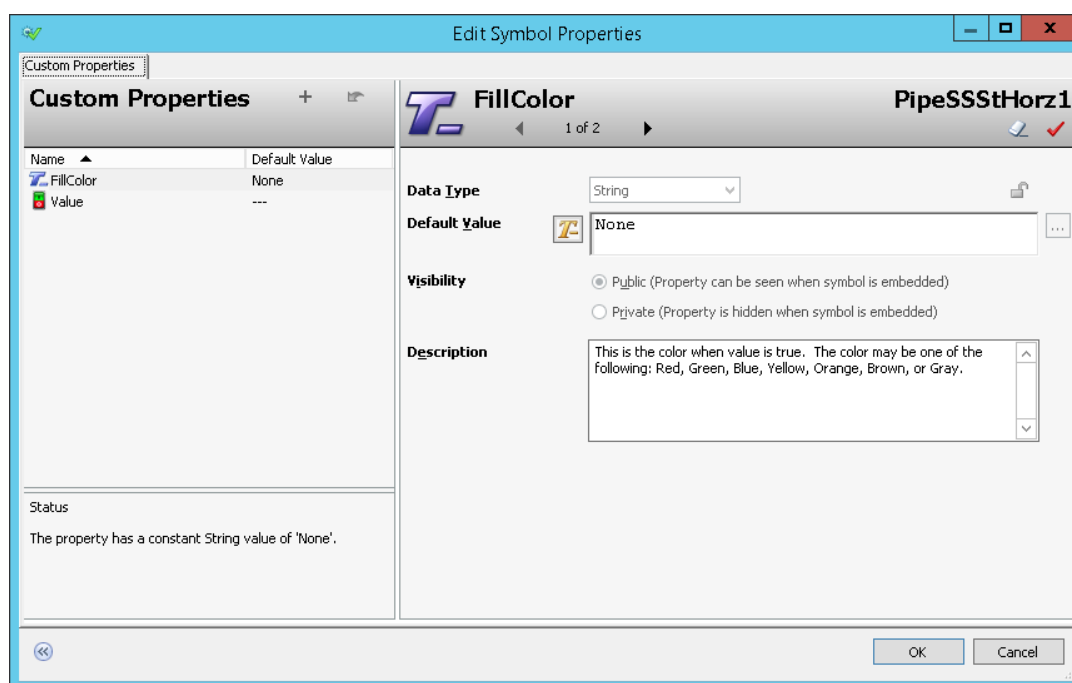 Edit Symbol Properties
Custom Properties
Custom Properties
FillColor
PipeSSStHorz1
1 of 2
Name
Default Value
FillColor
None
Value
---
Data Type
String
Default Value
None
...
Visibility
Public (Property can be seen when symbol is embedded)
Private (Property is hidden when symbol is embedded)
Description
This is the color when value is true.  The color may be one of the
following: Red, Green, Blue, Yellow, Orange, Brown, or Gray.
Status
The property has a constant String value of 'None'.
OK
Cancel